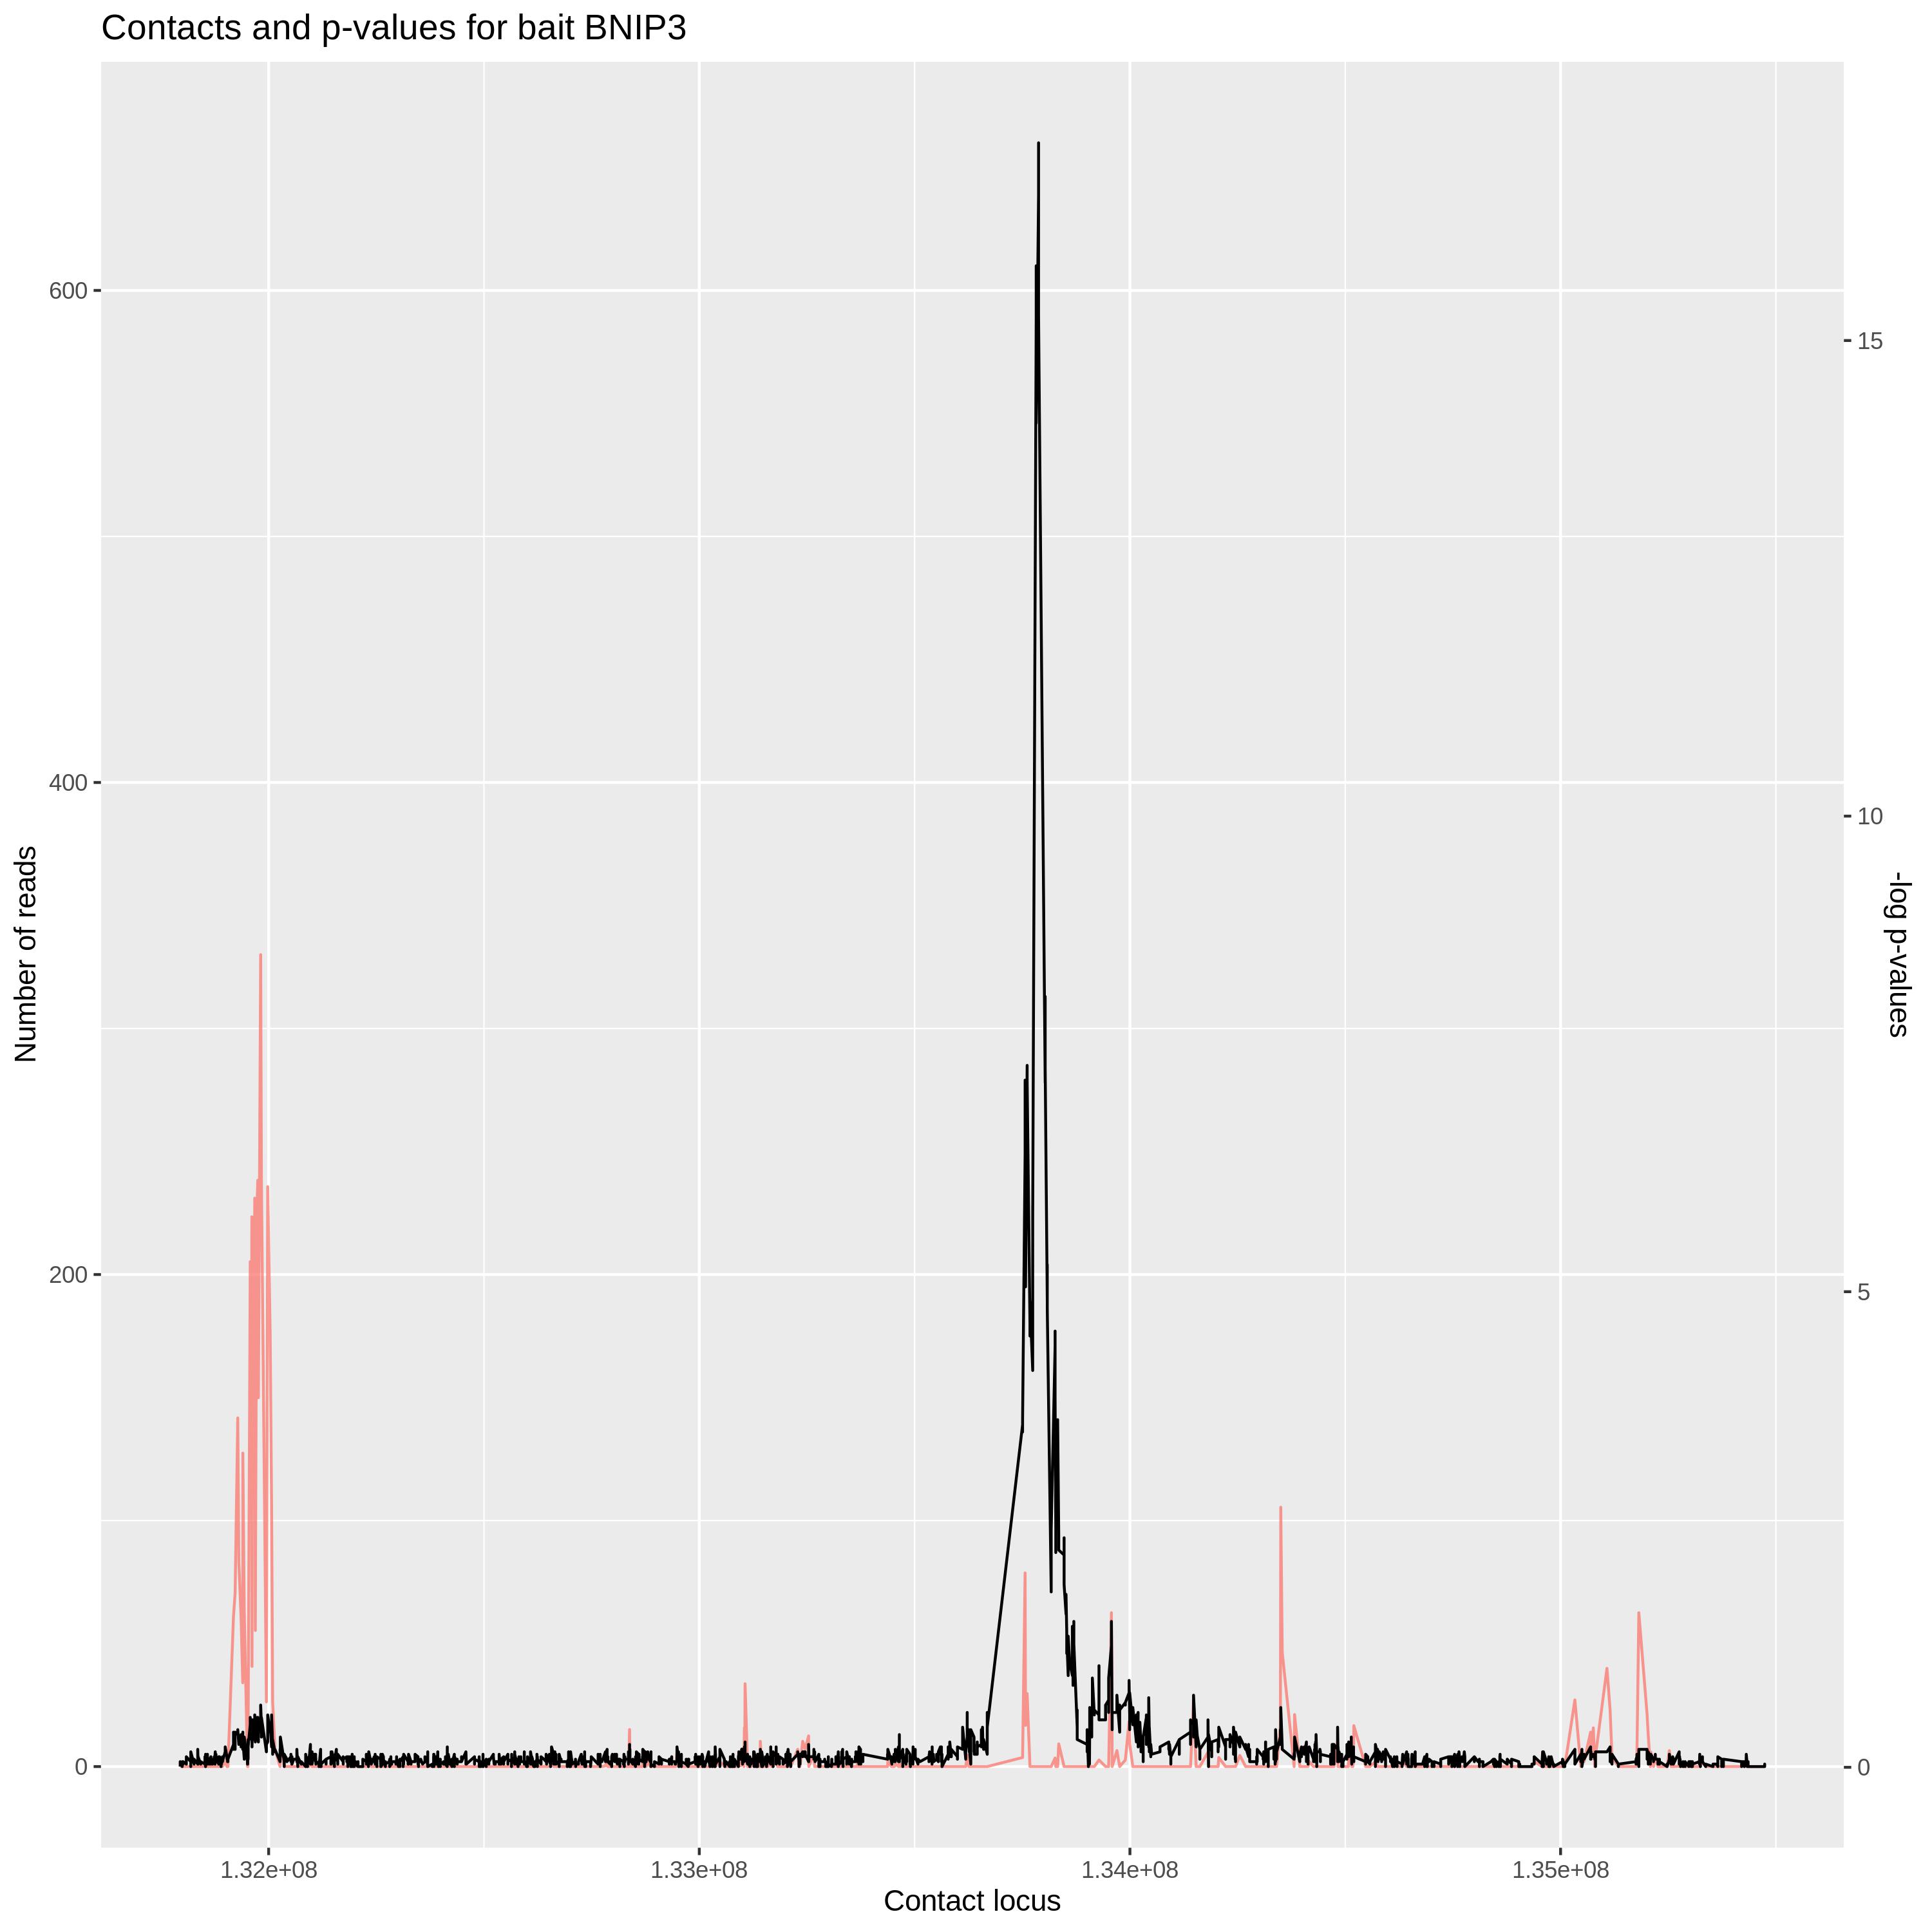 Contacts and p-values for bait BNIP3
600
400
200
0
Number of reads
15
10
5
0
-log p-values
1.32e+08
1.33e+08
1.34e+08
1.35e+08
Contact locus